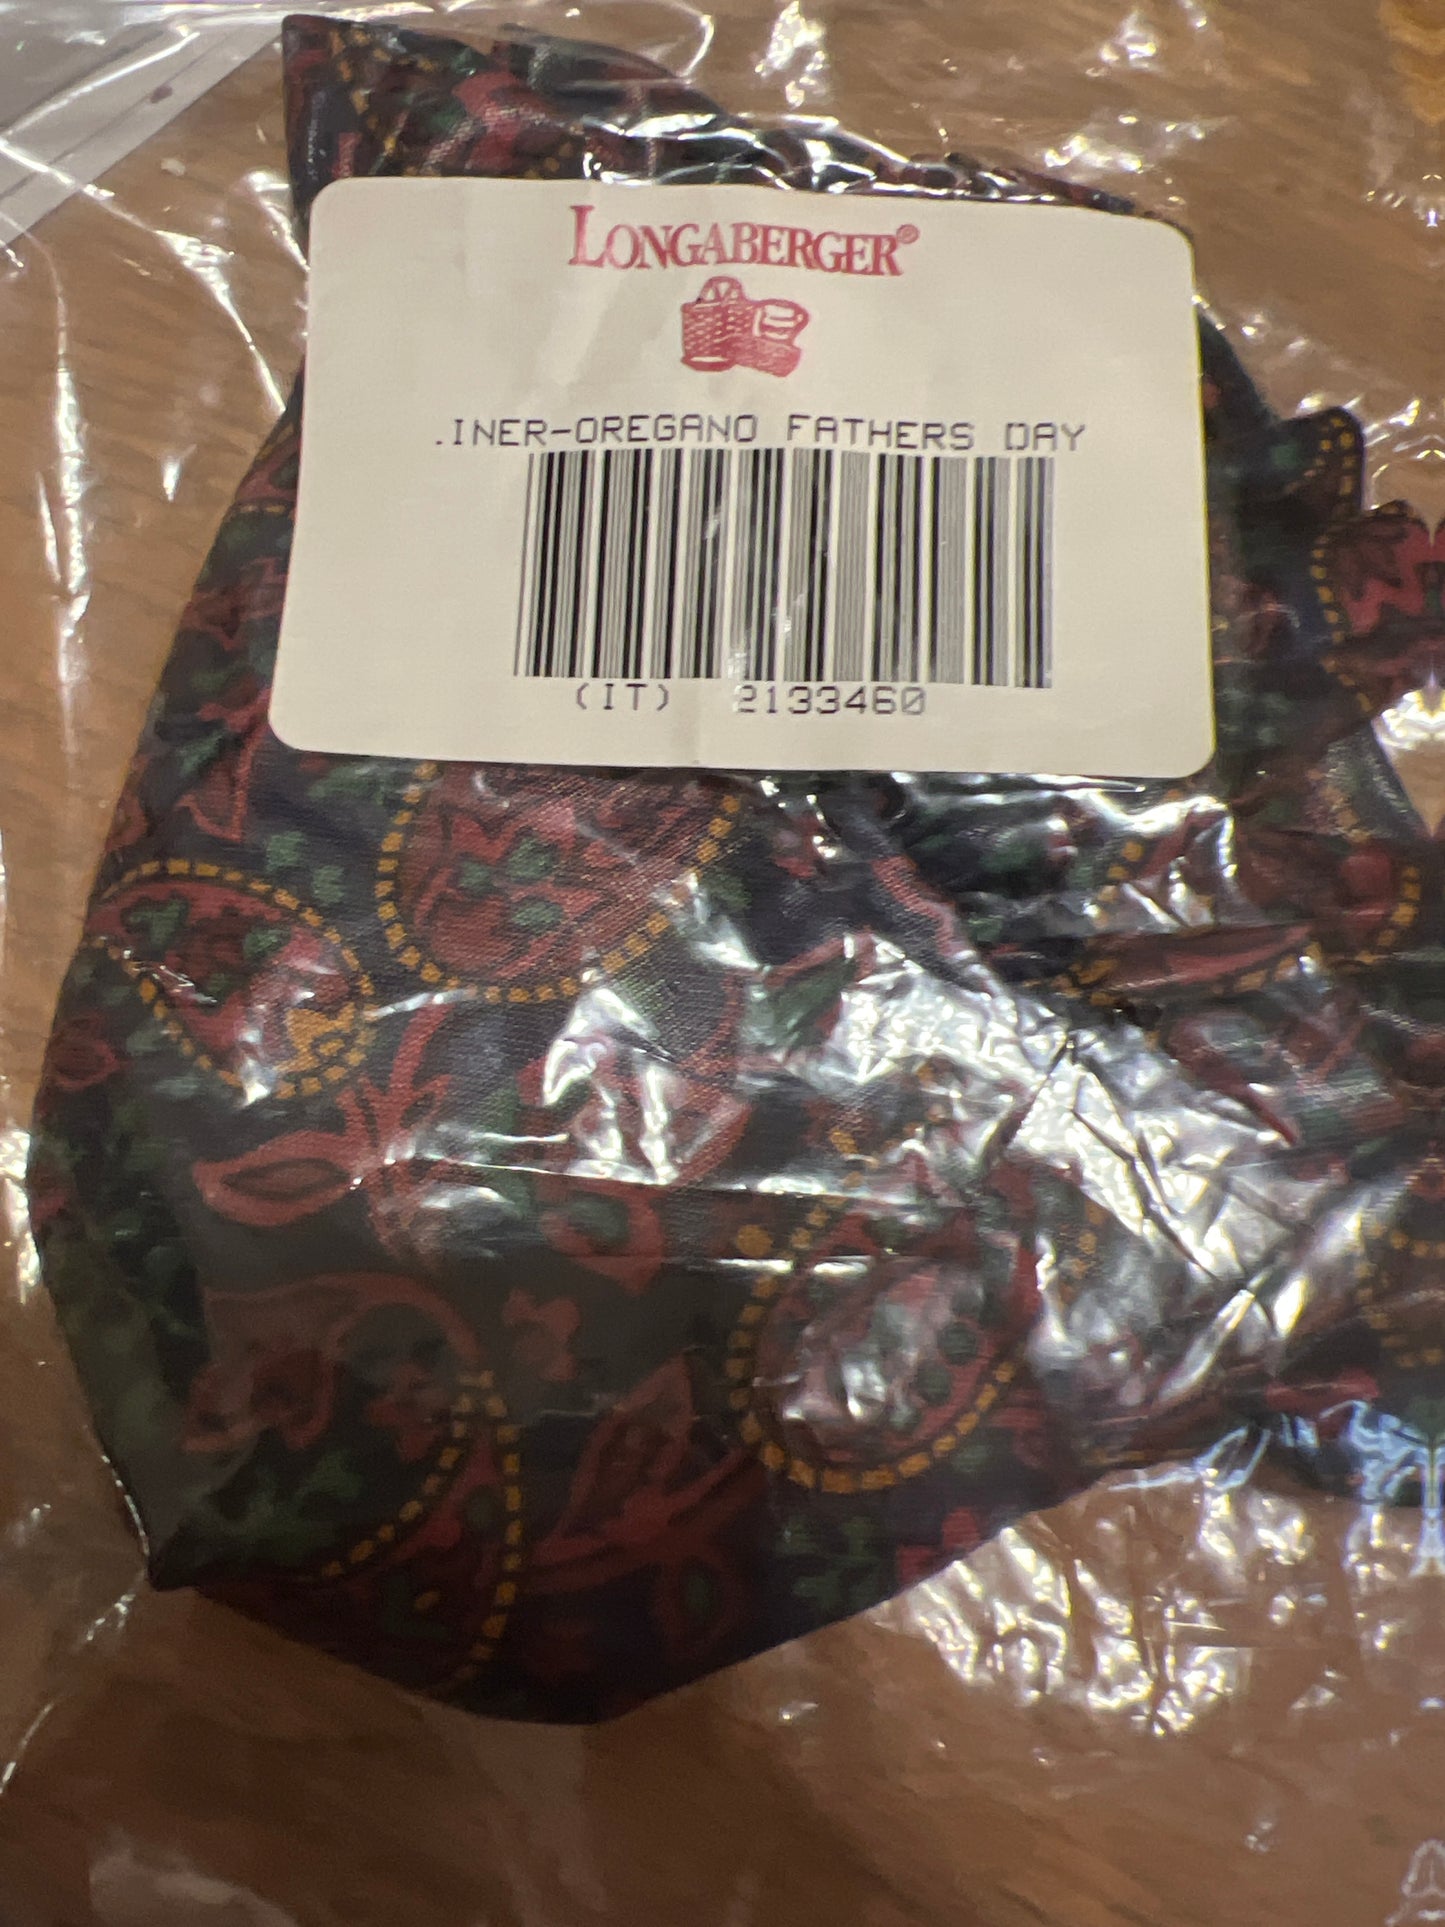 LONGABERGER®
.INER-OREGANO FATHERS DAY
(IT) 2133460